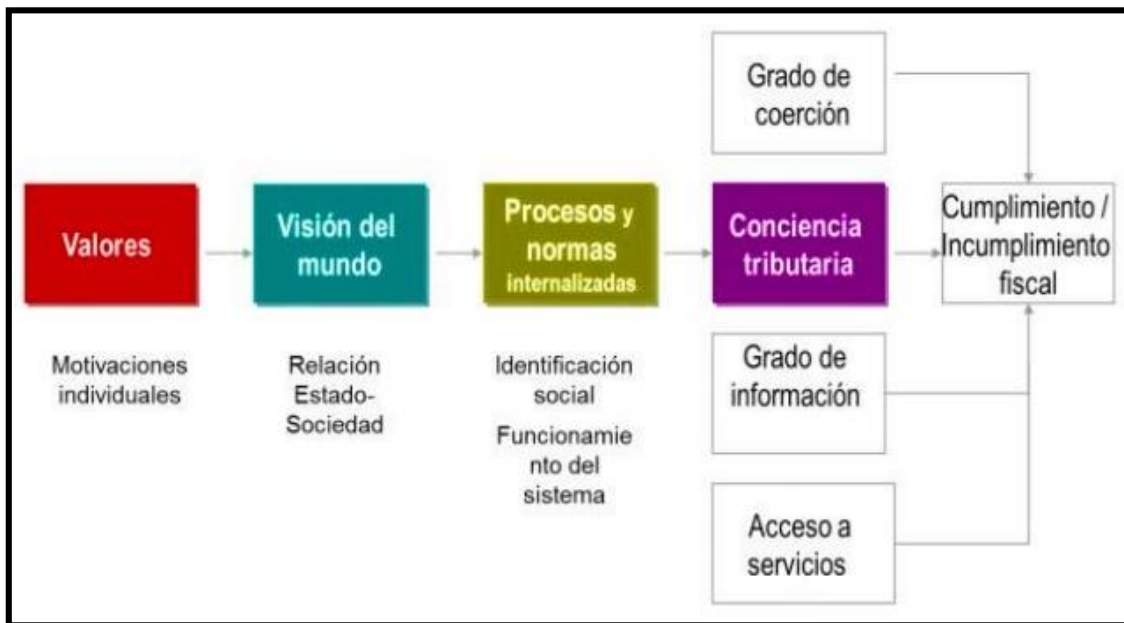 Grado de
coerción
Valores
Visión del
mundo
Procesos y
normas
internalizadas
Conciencia
tributaria
Cumplimiento /
Incumplimiento
fiscal
Motivaciones
individuales
Relación
Estado-
Sociedad
Identificación
social
Funcionamie
nto del
sistema
Grado de
información
Acceso a
servicios